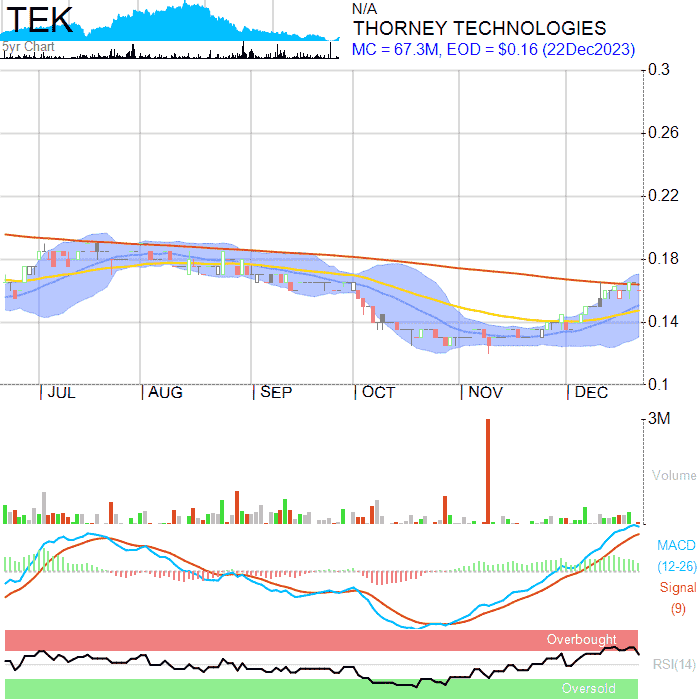 TEK
5yr Chart
N/A
THORNEY TECHNOLOGIES
MC = 67.3M, EOD = $0.16 (22Dec2023)
0.3
0.26
0.22
0.18
0.14
0.1
JUL AUG SEP OCT NOV DEC
3M
Volume
MACD
(12-26)
Signal
(9)
Overbought
RSI(14)
Oversold